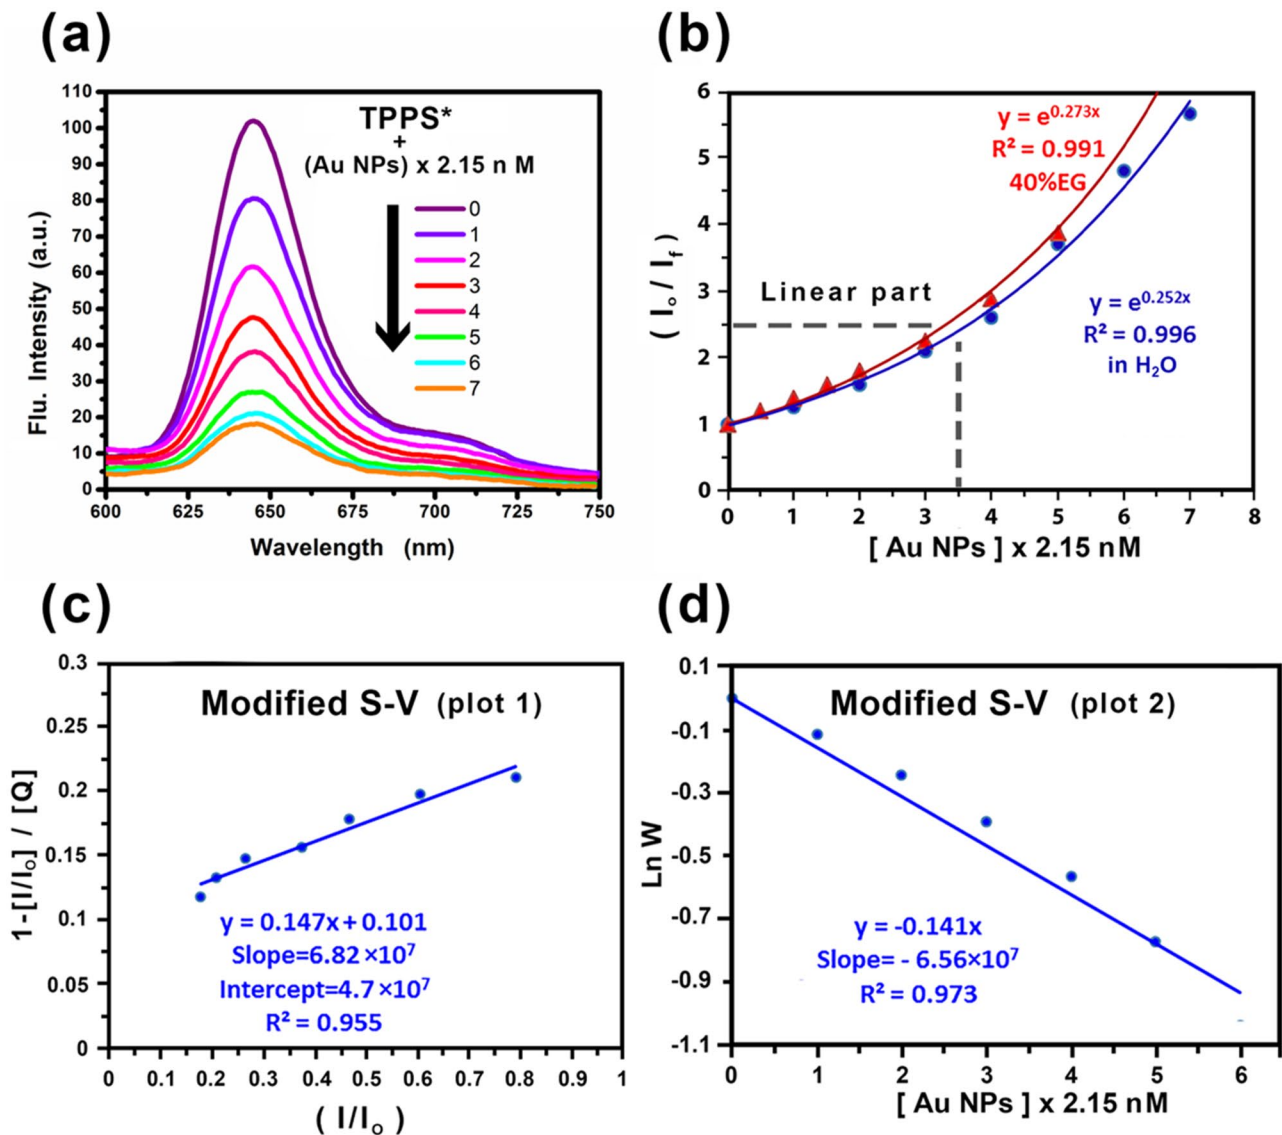 (a)
110
100
90
80
70
60
50
40
30
20
10
0
Flu. Intensity (a.u.)
TPPS*
+
(Au NPs) x 2.15 n M
0
1
2
3
4
5
6
7
600 625 650 675 700 725 750
Wavelength (nm)
(b)
6
5
4
3
2
1
0
( Iₒ / I_f )
y = e^0.273x
R² = 0.991
40%EG
Linear part
y = e^0.252x
R² = 0.996
in H₂O
0 1 2 3 4 5 6 7 8
[ Au NPs ] x 2.15 nM
(c)
0.3
0.25
0.2
0.15
0.1
0.05
0
1-[I/Iₒ] / [Q]
Modified S-V (plot 1)
y = 0.147x + 0.101
Slope=6.82 ×10⁷
Intercept=4.7 ×10⁷
R² = 0.955
0 0.1 0.2 0.3 0.4 0.5 0.6 0.7 0.8 0.9 1
( I/Iₒ )
(d)
0.1
-0.1
-0.3
-0.5
-0.7
-0.9
-1.1
Ln W
Modified S-V (plot 2)
y = -0.141x
Slope= - 6.56×10⁷
R² = 0.973
0 1 2 3 4 5 6
[ Au NPs ] x 2.15 nM